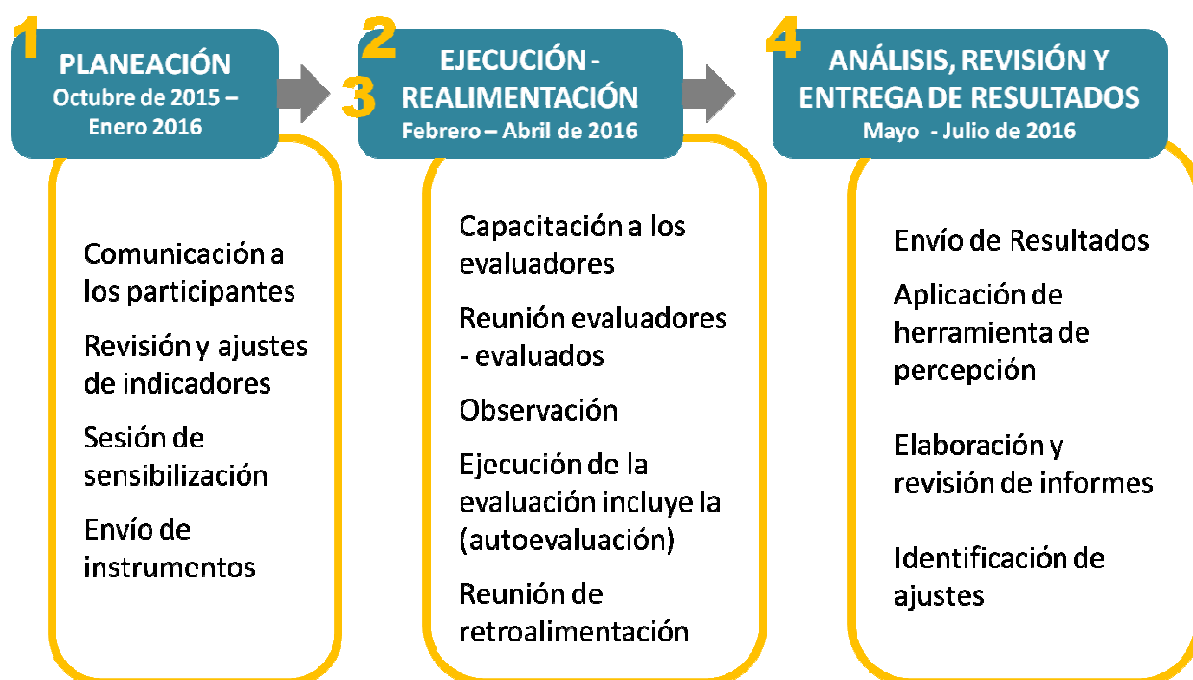 1
PLANEACIÓN
Octubre de 2015 –
Enero 2016
Comunicación a
los participantes
Revisión y ajustes
de indicadores
Sesión de
sensibilización
Envío de
instrumentos
2
3
EJECUCIÓN -
REALIMENTACIÓN
Febrero – Abril de 2016
Capacitación a los
evaluadores
Reunión evaluadores
- evaluados
Observación
Ejecución de la
evaluación incluye la
(autoevaluación)
Reunión de
retroalimentación
4
ANÁLISIS, REVISIÓN Y
ENTREGA DE RESULTADOS
Mayo - Julio de 2016
Envío de Resultados
Aplicación de
herramienta de
percepción
Elaboración y
revisión de informes
Identificación de
ajustes